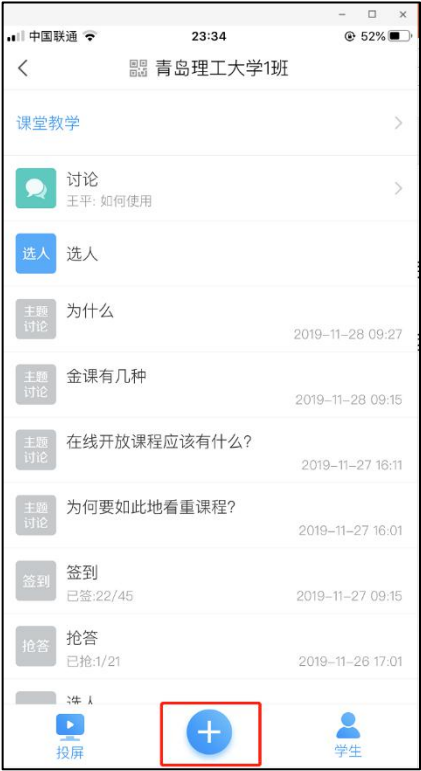 中国联通
23:34
52%
青岛理工大学1班
课堂教学
讨论
王平: 如何使用
选人
选人
主题
讨论
为什么
2019-11-28 09:27
主题
讨论
金课有几种
2019-11-28 09:15
主题
讨论
在线开放课程应该有什么?
2019-11-27 16:11
主题
讨论
为何要如此地看重课程?
2019-11-27 16:01
签到
签到
已签:22/45
2019-11-27 09:15
抢答
抢答
已抢:1/21
2019-11-26 17:01
选人
投屏
学生